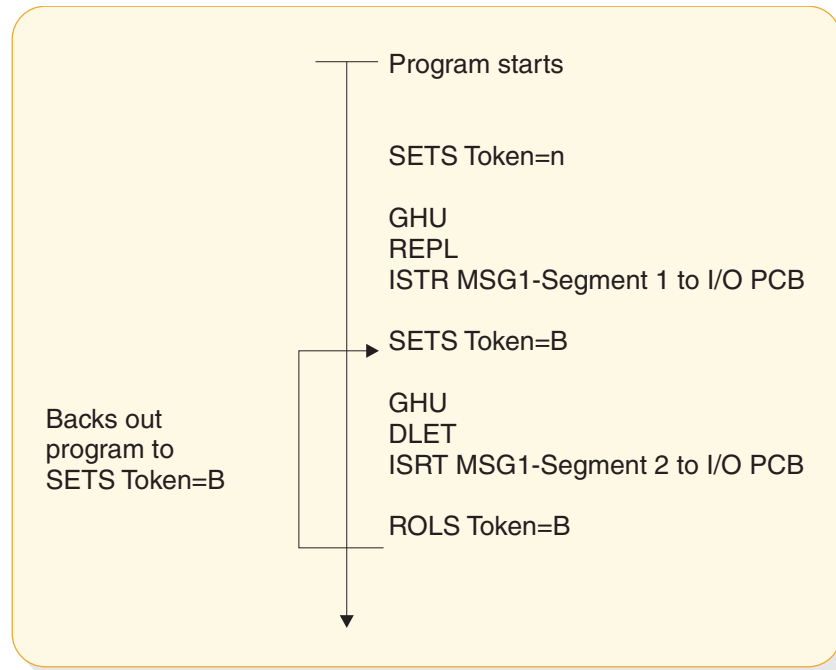 Program starts
SETS Token=n
GHU
REPL
ISTR MSG1-Segment 1 to I/O PCB
SETS Token=B
GHU
DLET
ISRT MSG1-Segment 2 to I/O PCB
Backs out
program to
SETS Token=B
ROLS Token=B